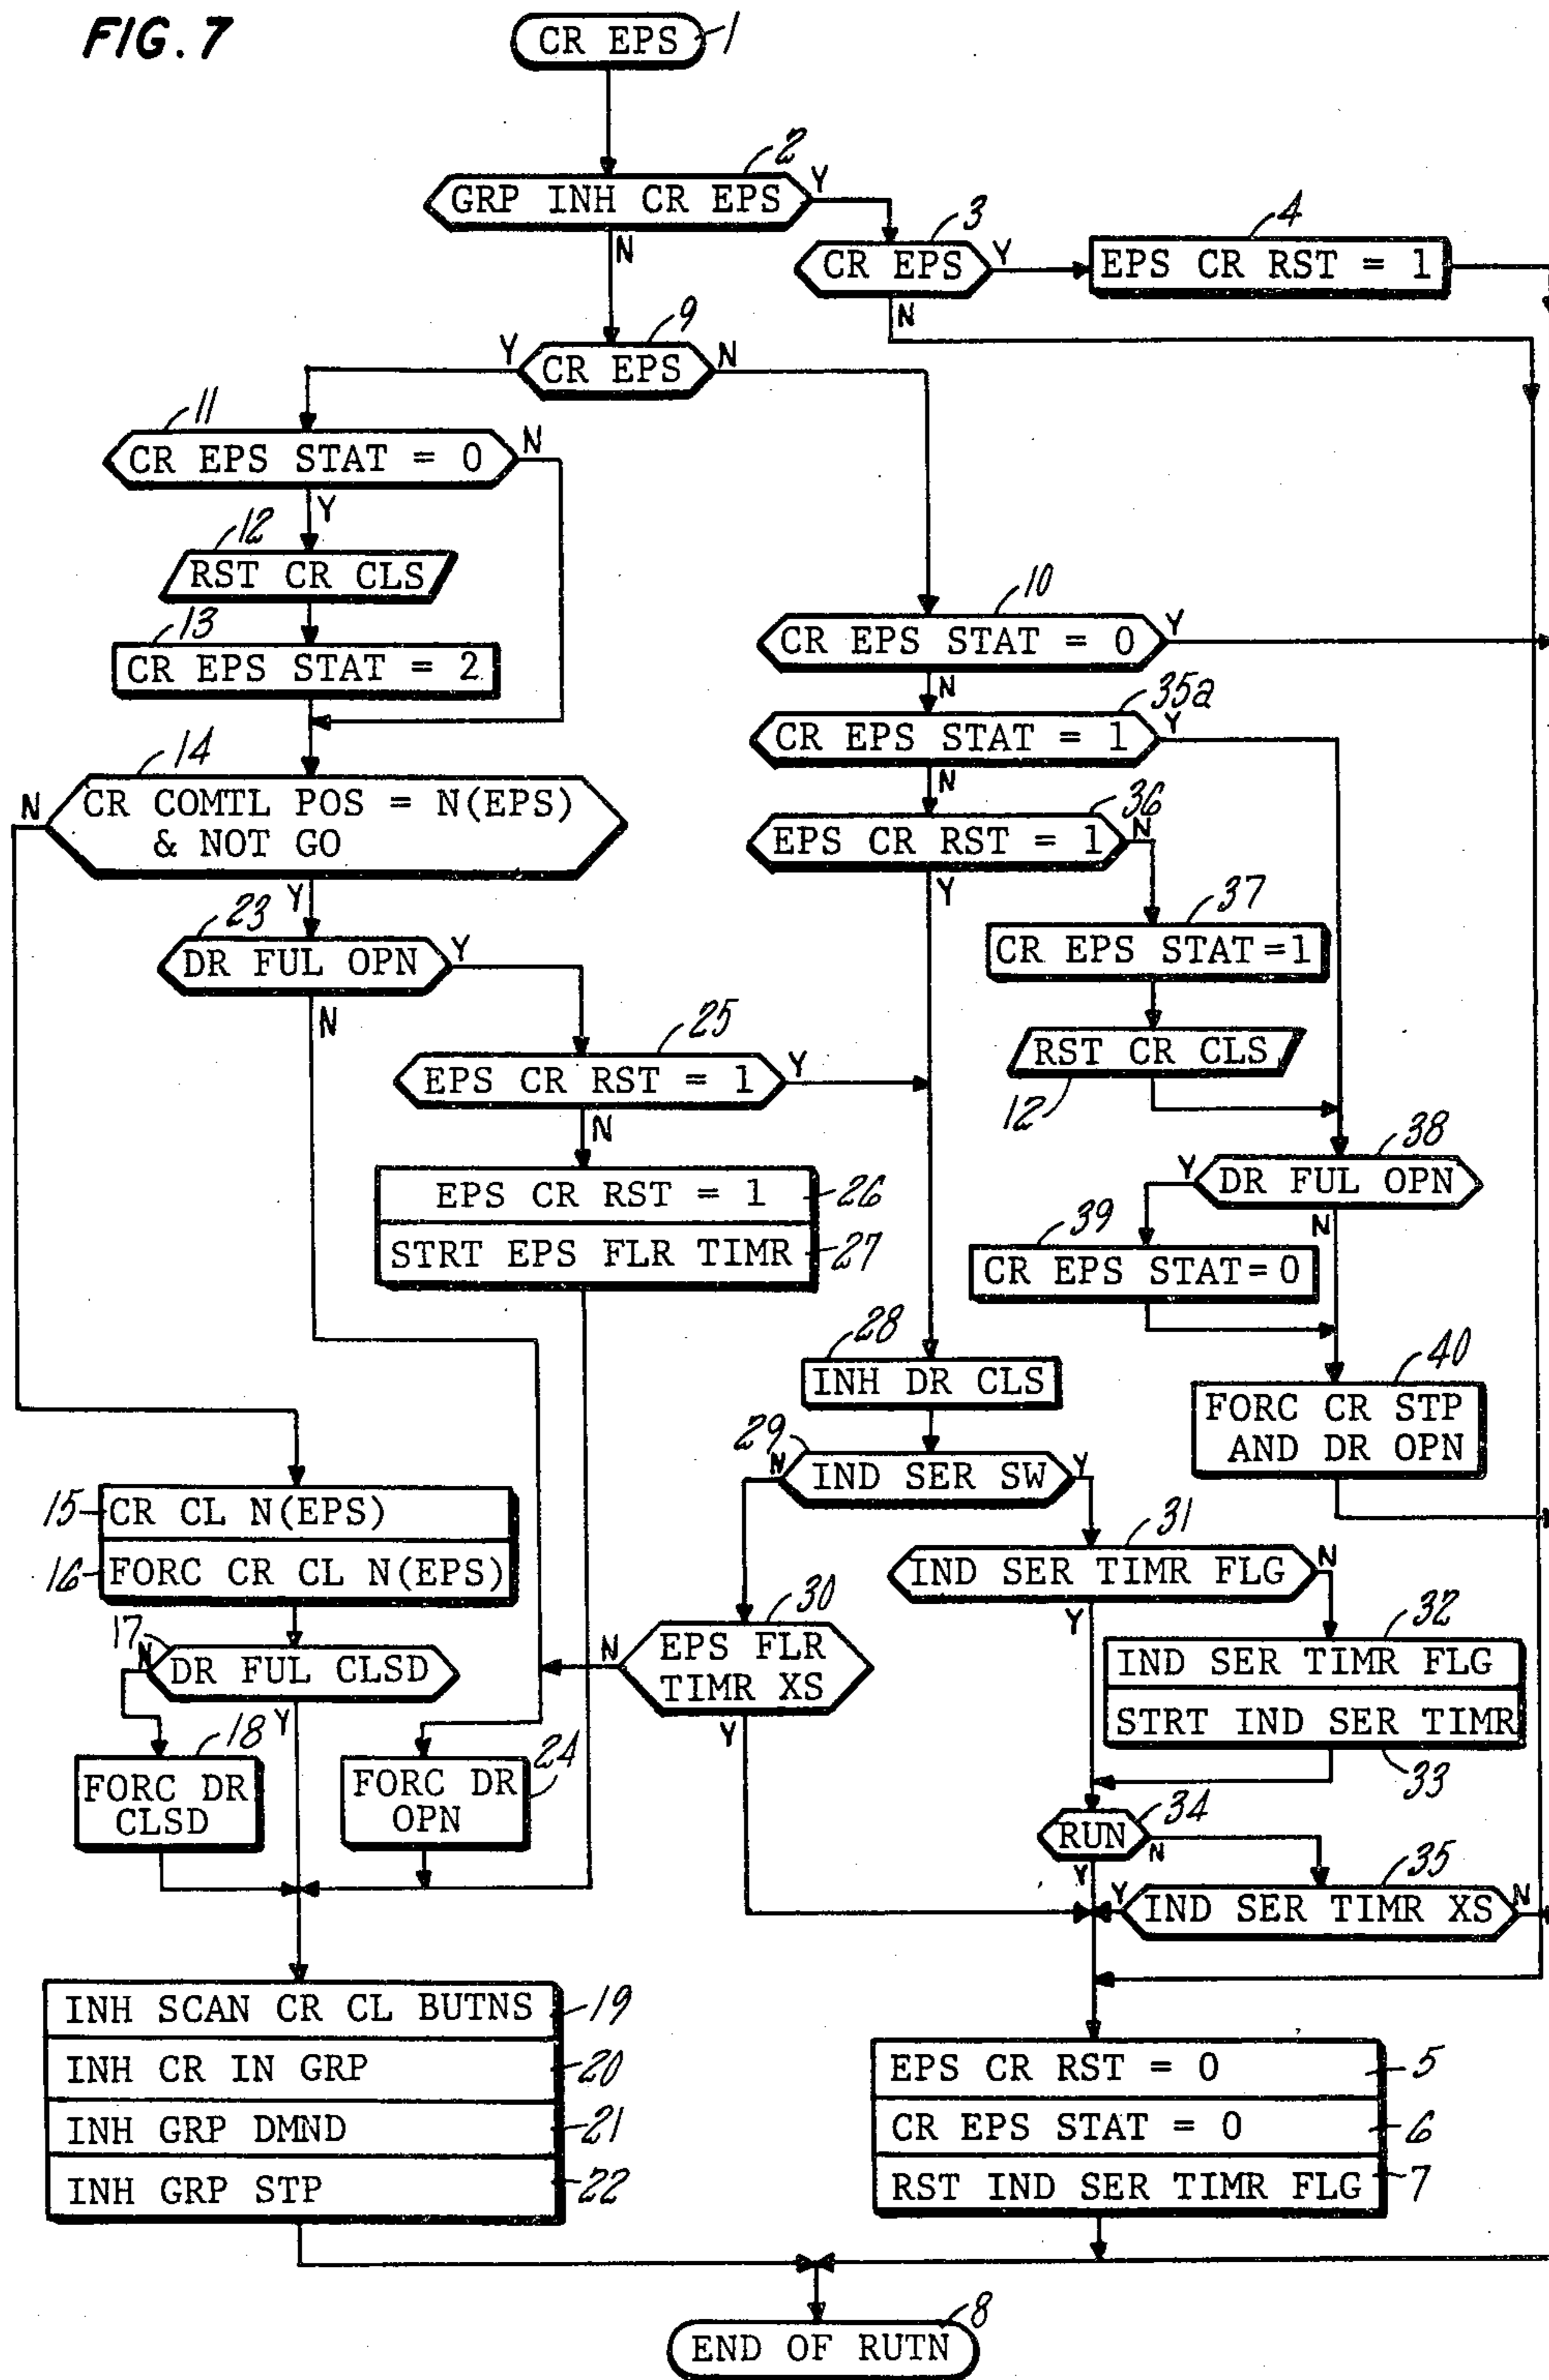 FIG. 7
CR EPS 1
2
GRP INH CR EPS Y
N
3
CR EPS Y
N
4
EPS CR RST = 1
9
Y CR EPS N
11
CR EPS STAT = 0 N
Y
12
RST CR CLS
13
CR EPS STAT = 2
10
CR EPS STAT = 0 Y
N
35a
CR EPS STAT = 1 Y
N
14
N CR COMTL POS = N(EPS)
& NOT GO
Y
36
EPS CR RST = 1 N
Y
23
DR FUL OPN Y
N
37
CR EPS STAT=1
RST CR CLS
12
25
EPS CR RST = 1 Y
N
38
Y DR FUL OPN
N
EPS CR RST = 1 26
STRT EPS FLR TIMR 27
39
CR EPS STAT=0
28
INH DR CLS
40
FORC CR STP
AND DR OPN
29
N IND SER SW Y
15 CR CL N(EPS)
16 FORC CR CL N(EPS)
31
IND SER TIMR FLG N
Y
17
N DR FUL CLSD
Y
30
N EPS FLR
TIMR XS
Y
32
IND SER TIMR FLG
STRT IND SER TIMR
33
18
FORC DR
CLSD
24
FORC DR
OPN
34
RUN N
Y
35
Y IND SER TIMR XS N
INH SCAN CR CL BUTNS 19
INH CR IN GRP 20
INH GRP DMND 21
INH GRP STP 22
EPS CR RST = 0 5
CR EPS STAT = 0 6
RST IND SER TIMR FLG 7
8
END OF RUTN